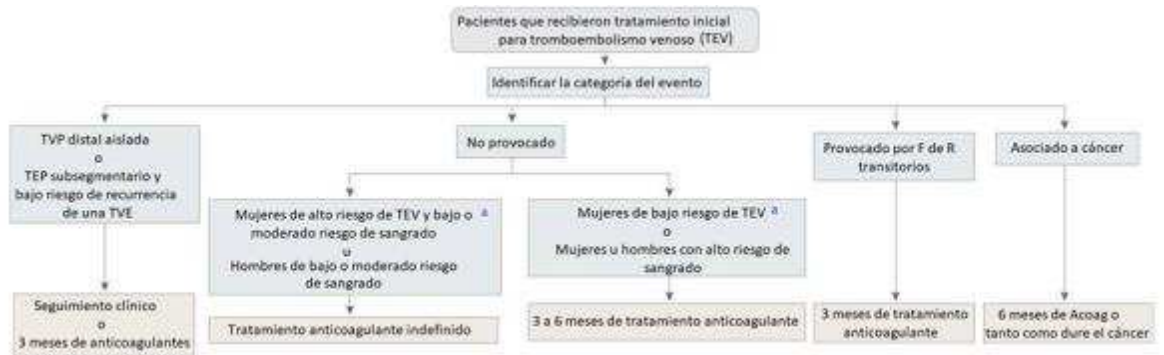 Pacientes que recibieron tratamiento inicial
para tromboembolismo venoso (TEV)
Identificar la categoría del evento
TVP distal aislada
o
TEP subsegmentario y
bajo riesgo de recurrencia
de una TVE
No provocado
Provocado por F de R
transitorios
Asociado a cáncer
Mujeres de alto riesgo de TEV y bajo o a
moderado riesgo de sangrado
u
Hombres de bajo o moderado riesgo
de sangrado
Mujeres de bajo riesgo de TEV a
o
Mujeres u hombres con alto riesgo de
sangrado
Seguimiento clínico
o
3 meses de anticoagulantes
Tratamiento anticoagulante indefinido
3 a 6 meses de tratamiento anticoagulante
3 meses de tratamiento
anticoagulante
6 meses de Acoag o
tanto como dure el cáncer